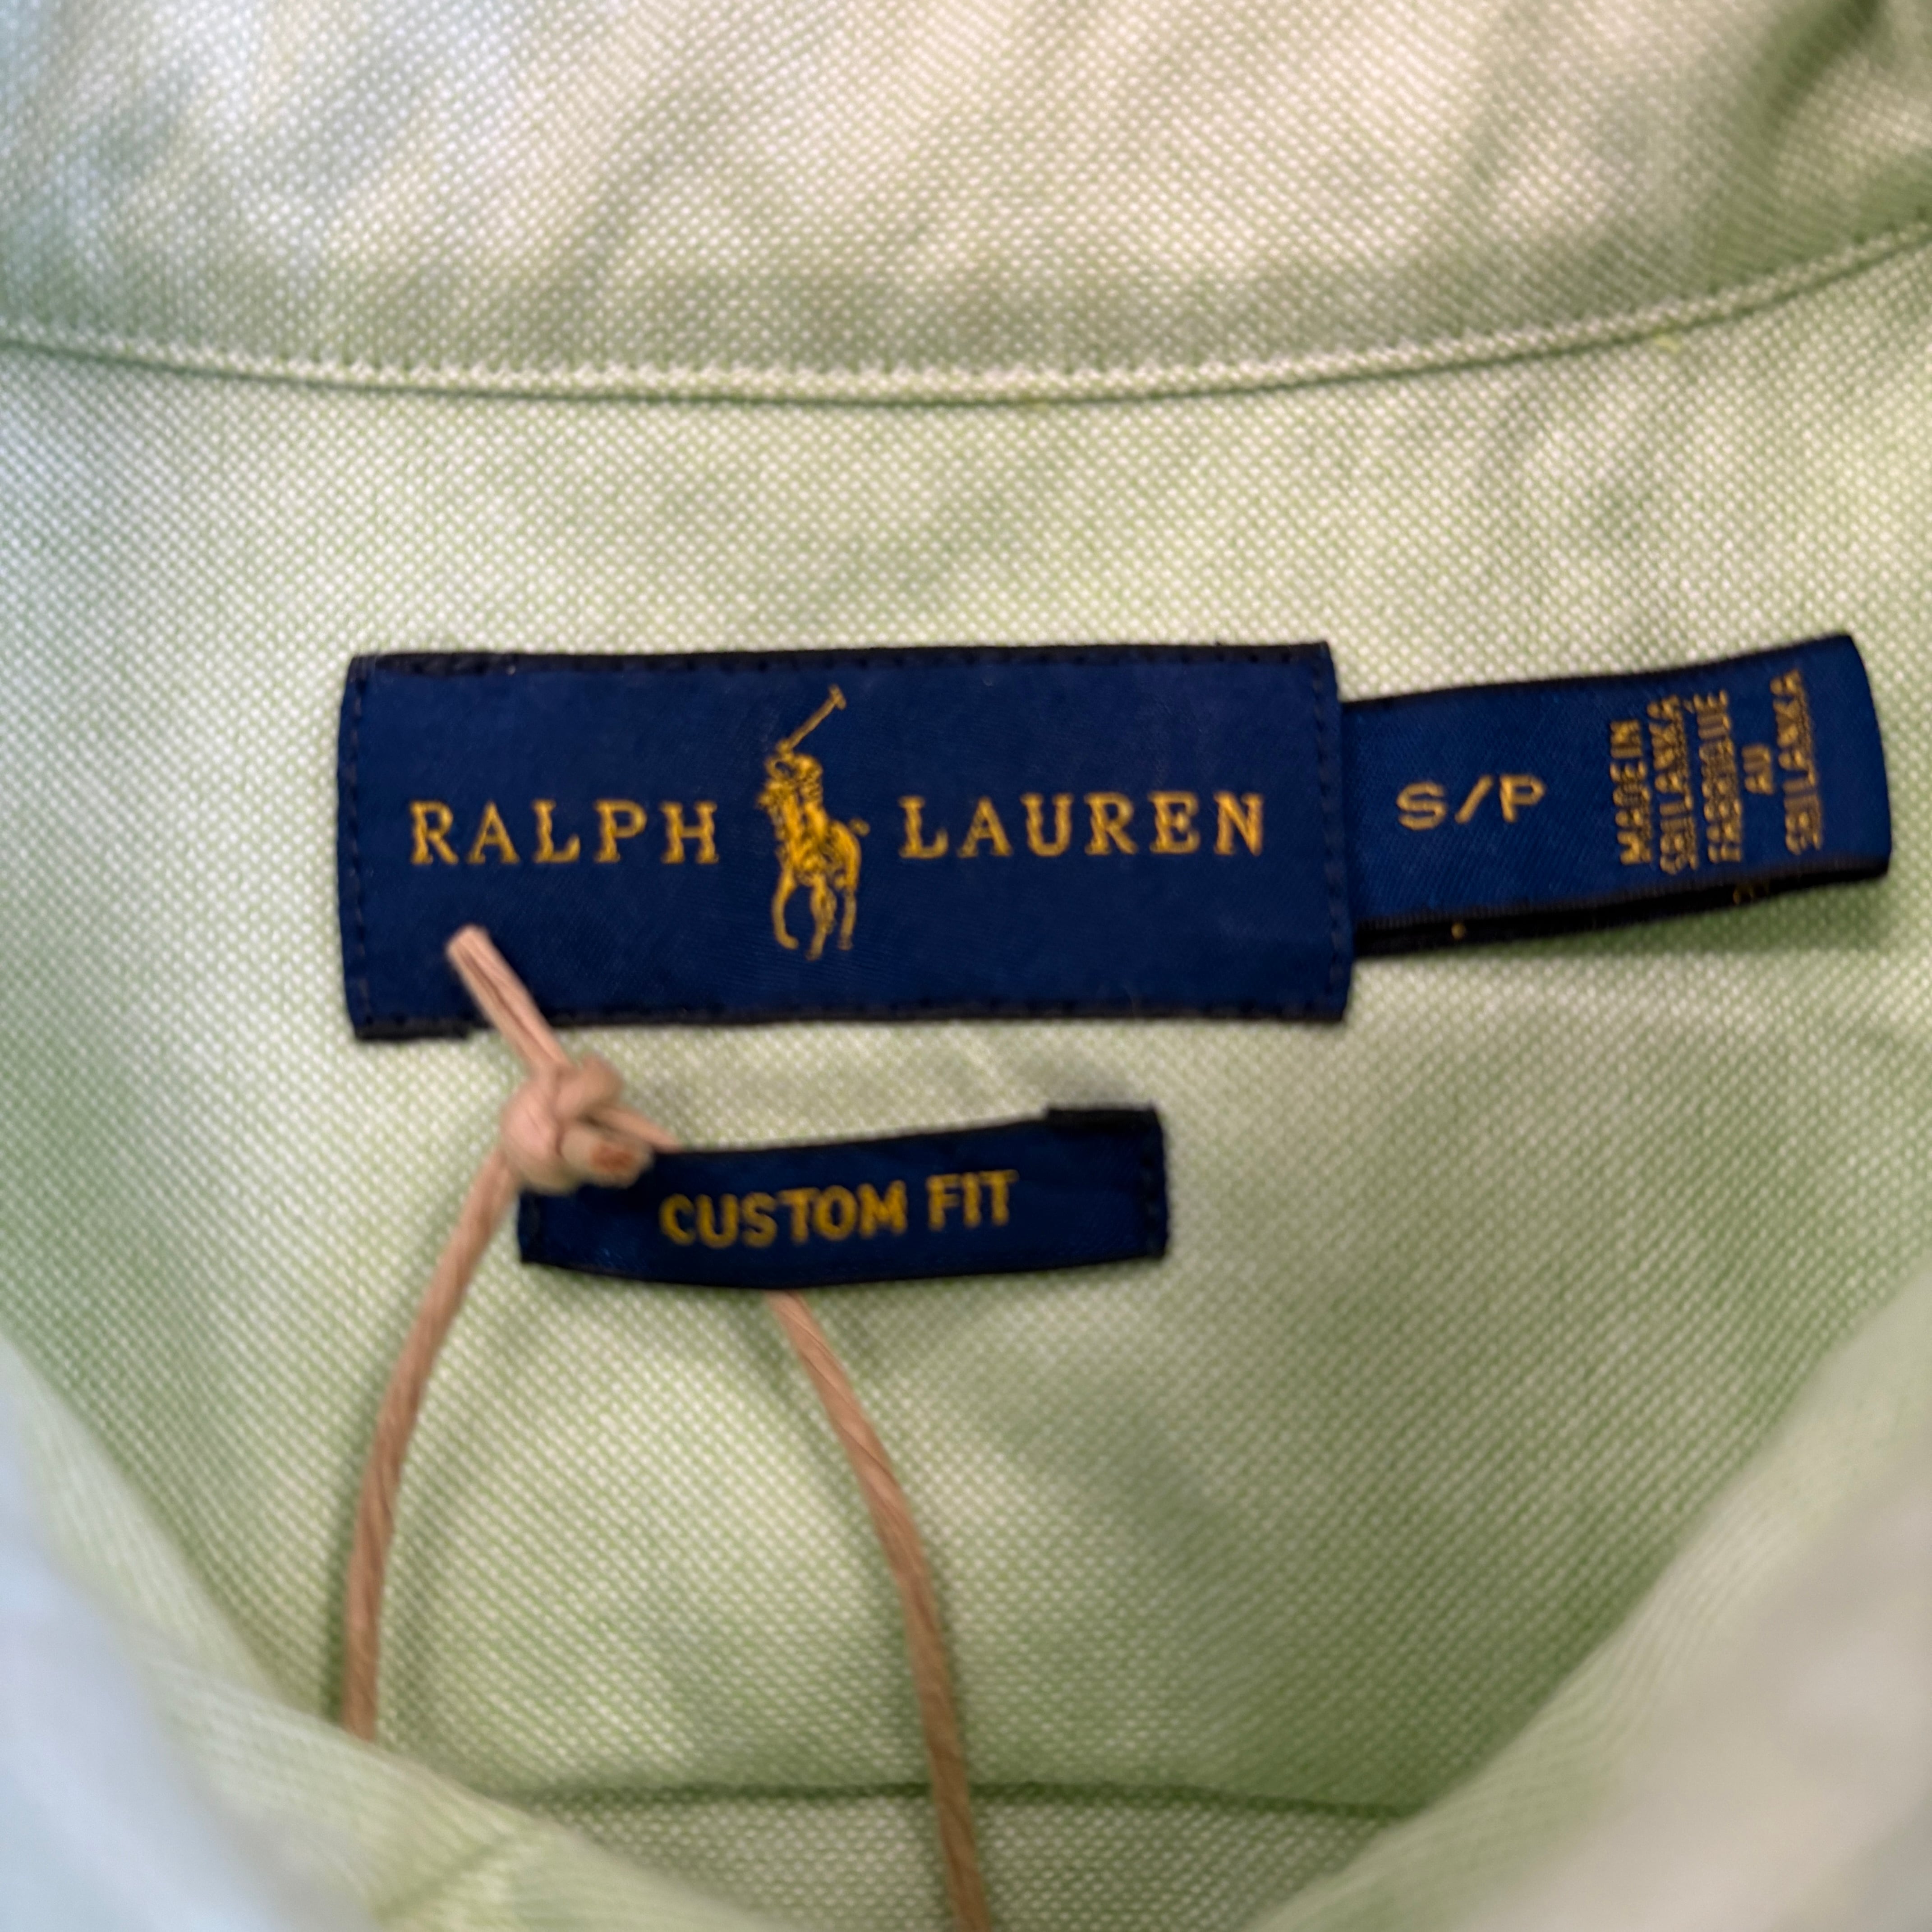 RALPH LAUREN
S/P
MADE IN
SRI LANKA
FABRIQUÉ
AU
SRI LANKA
CUSTOM FIT